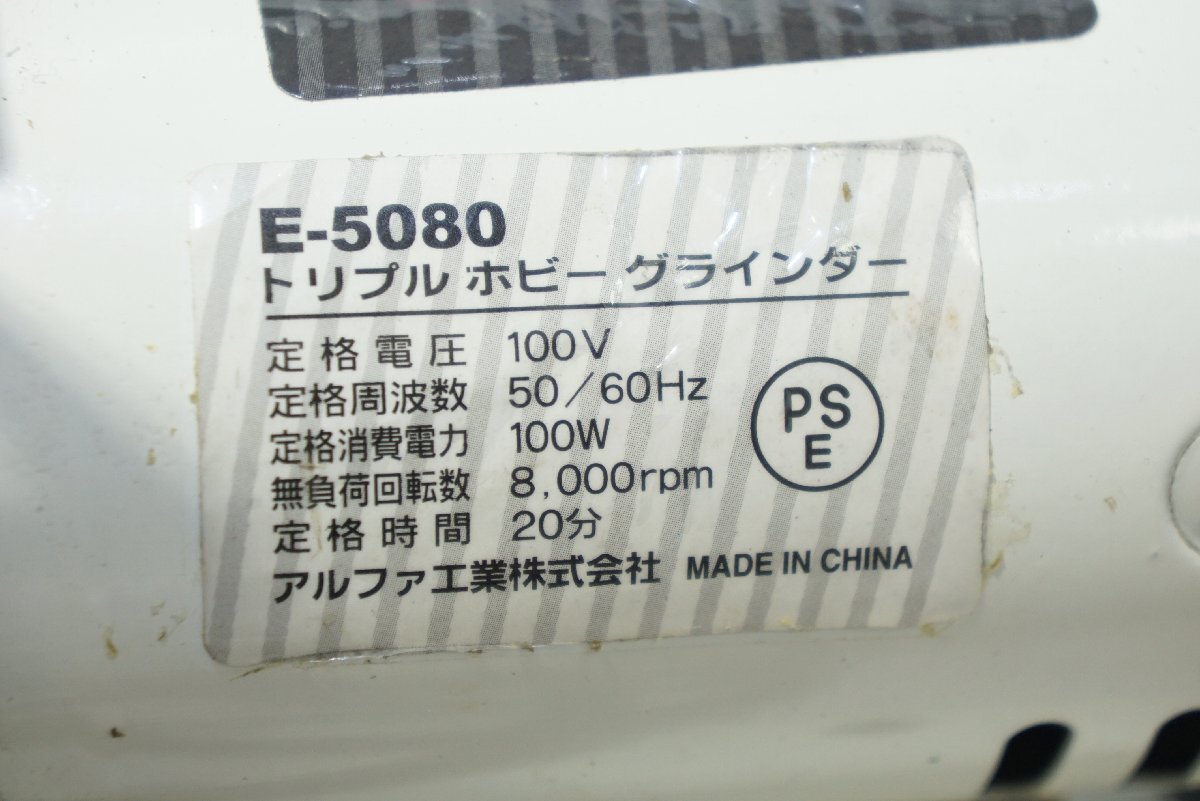 E-5080
トリプル ホビー グラインダー
定格電圧 100V
定格周波数 50/60Hz
定格消費電力 100W
無負荷回転数 8,000rpm
定格時間 20分
PS
E
アルファ工業株式会社 MADE IN CHINA